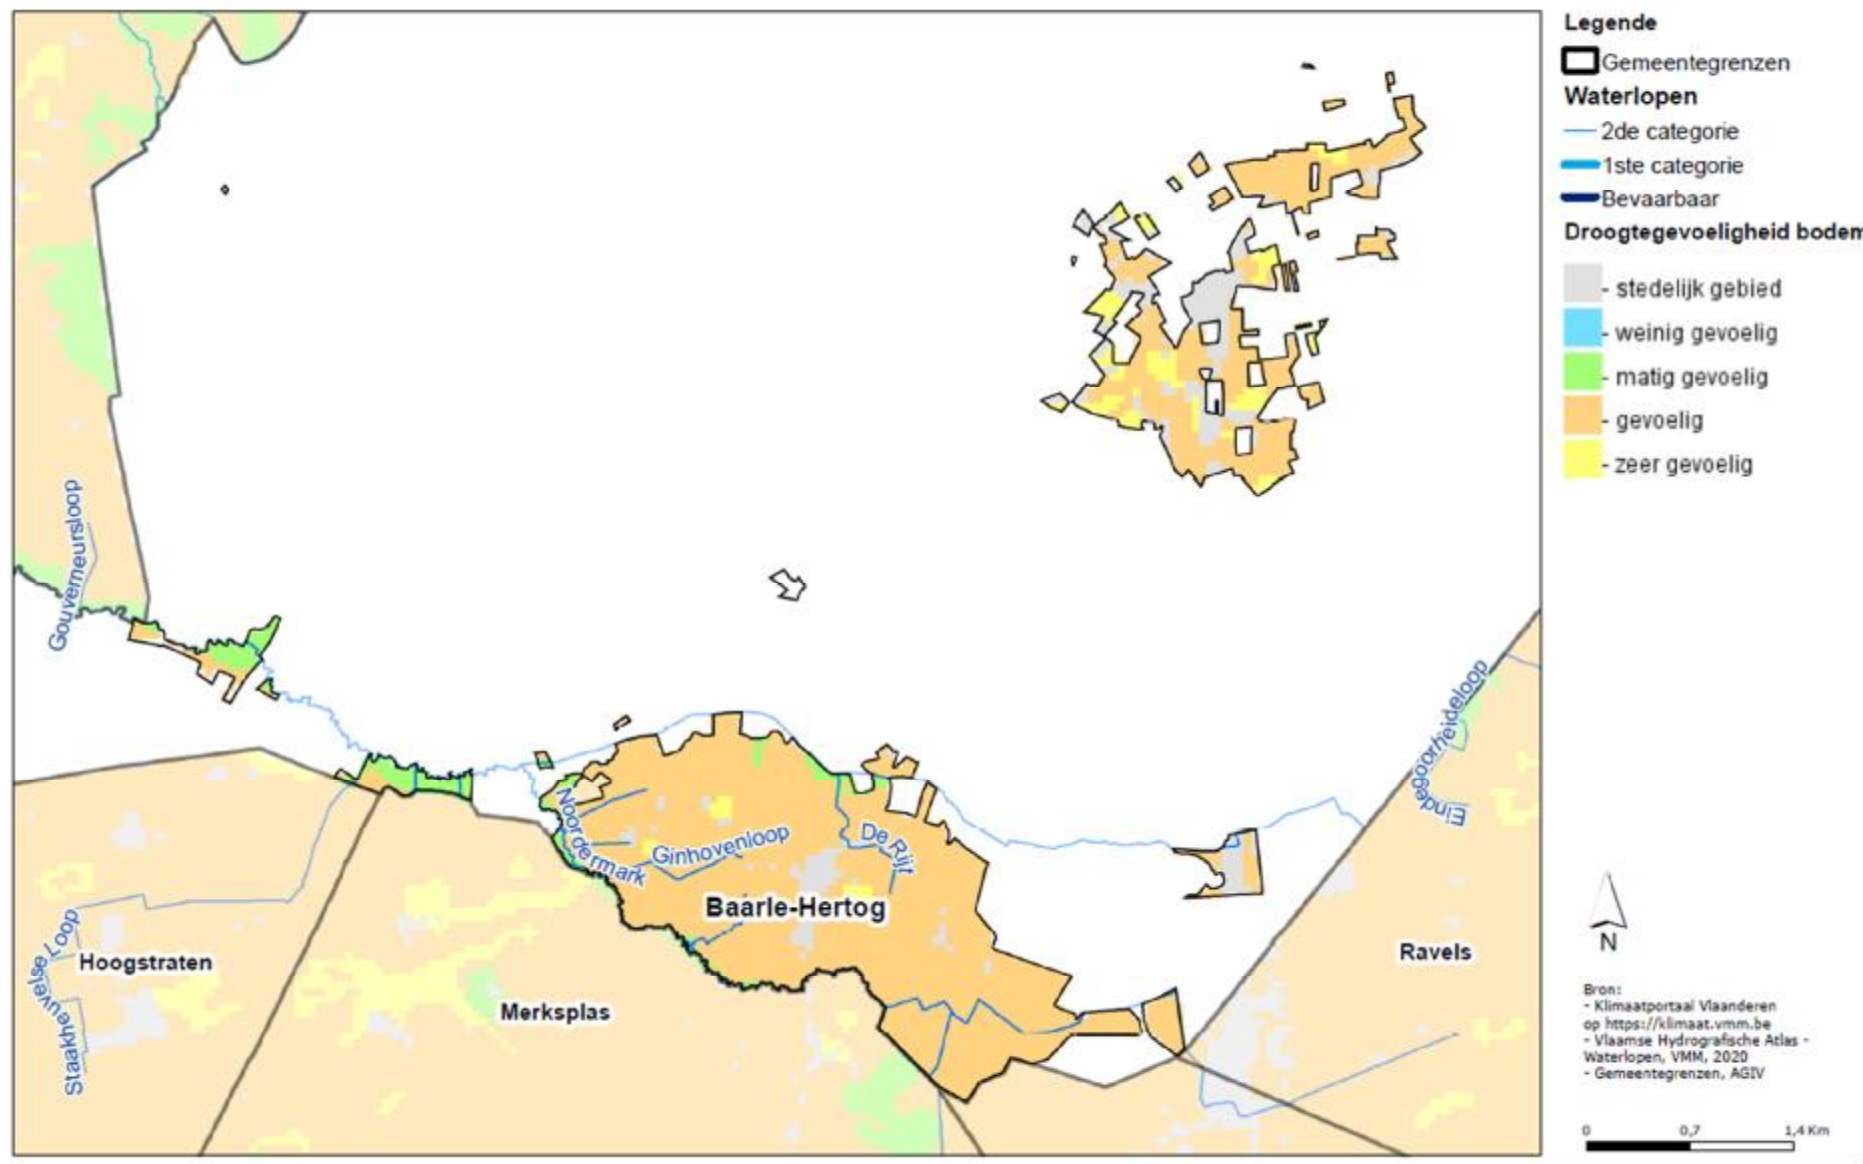 Legende
Gemeentegrenzen
Waterlopen
2de categorie
1ste categorie
Bevaarbaar
Droogtegevoeligheid bodem
- stedelijk gebied
- weinig gevoelig
- matig gevoelig
- gevoelig
- zeer gevoelig
Gouverneursloop
Eindegoorheideloop
Noordermark
Ginhovenloop
De Rijt
Baarle-Hertog
Staakheuvelse Loop
Hoogstraten
Merksplas
Ravels
N
Bron:
- Klimaatportaal Vlaanderen
op https://klimaat.vmm.be
- Vlaamse Hydrografische Atlas -
Waterlopen, VMM, 2020
- Gemeentegrenzen, AGIV
0 0,7 1,4 Km